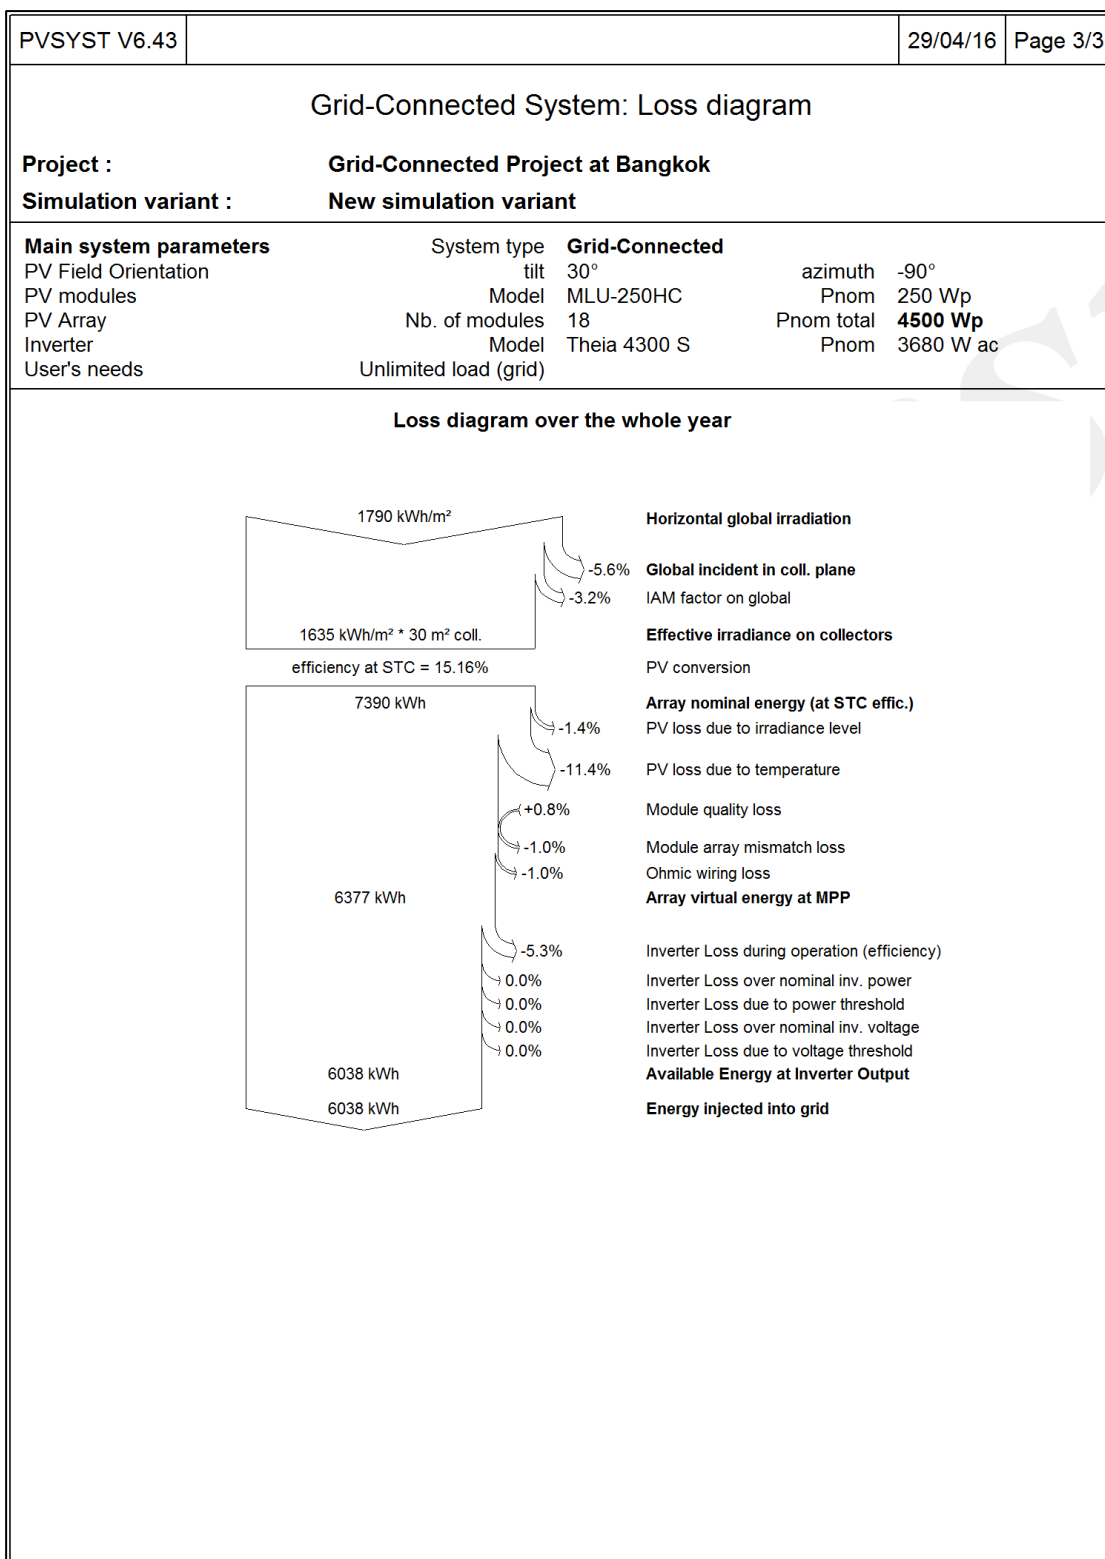 PVSYST V6.43 29/04/16 Page 3/3
Grid-Connected System: Loss diagram
Project : Grid-Connected Project at Bangkok
Simulation variant : New simulation variant
Main system parameters System type Grid-Connected
PV Field Orientation tilt 30° azimuth -90°
PV modules Model MLU-250HC Pnom 250 Wp
PV Array Nb. of modules 18 Pnom total 4500 Wp
Inverter Model Theia 4300 S Pnom 3680 W ac
User's needs Unlimited load (grid)
Loss diagram over the whole year
1790 kWh/m² Horizontal global irradiation
-5.6% Global incident in coll. plane
-3.2% IAM factor on global
1635 kWh/m² * 30 m² coll. Effective irradiance on collectors
efficiency at STC = 15.16% PV conversion
7390 kWh Array nominal energy (at STC effic.)
-1.4% PV loss due to irradiance level
-11.4% PV loss due to temperature
+0.8% Module quality loss
-1.0% Module array mismatch loss
-1.0% Ohmic wiring loss
6377 kWh Array virtual energy at MPP
-5.3% Inverter Loss during operation (efficiency)
0.0% Inverter Loss over nominal inv. power
0.0% Inverter Loss due to power threshold
0.0% Inverter Loss over nominal inv. voltage
0.0% Inverter Loss due to voltage threshold
6038 kWh Available Energy at Inverter Output
6038 kWh Energy injected into grid